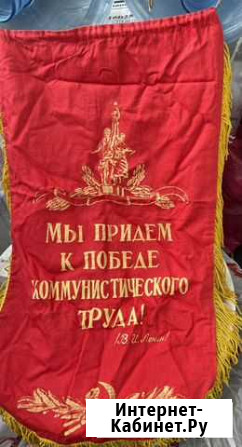 МЫ ПРИДЕМ
К ПОБЕДЕ
КОММУНИСТИЧЕСКОГО
ТРУДА!
(В. И. Ленин)
Интернет-
Кабинет.Ру